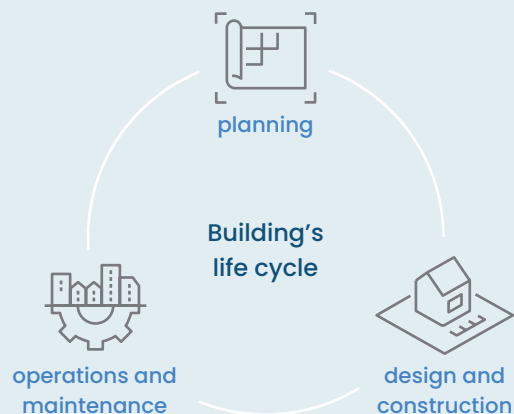 planning
Building’s
life cycle
operations and
maintenance
design and
construction